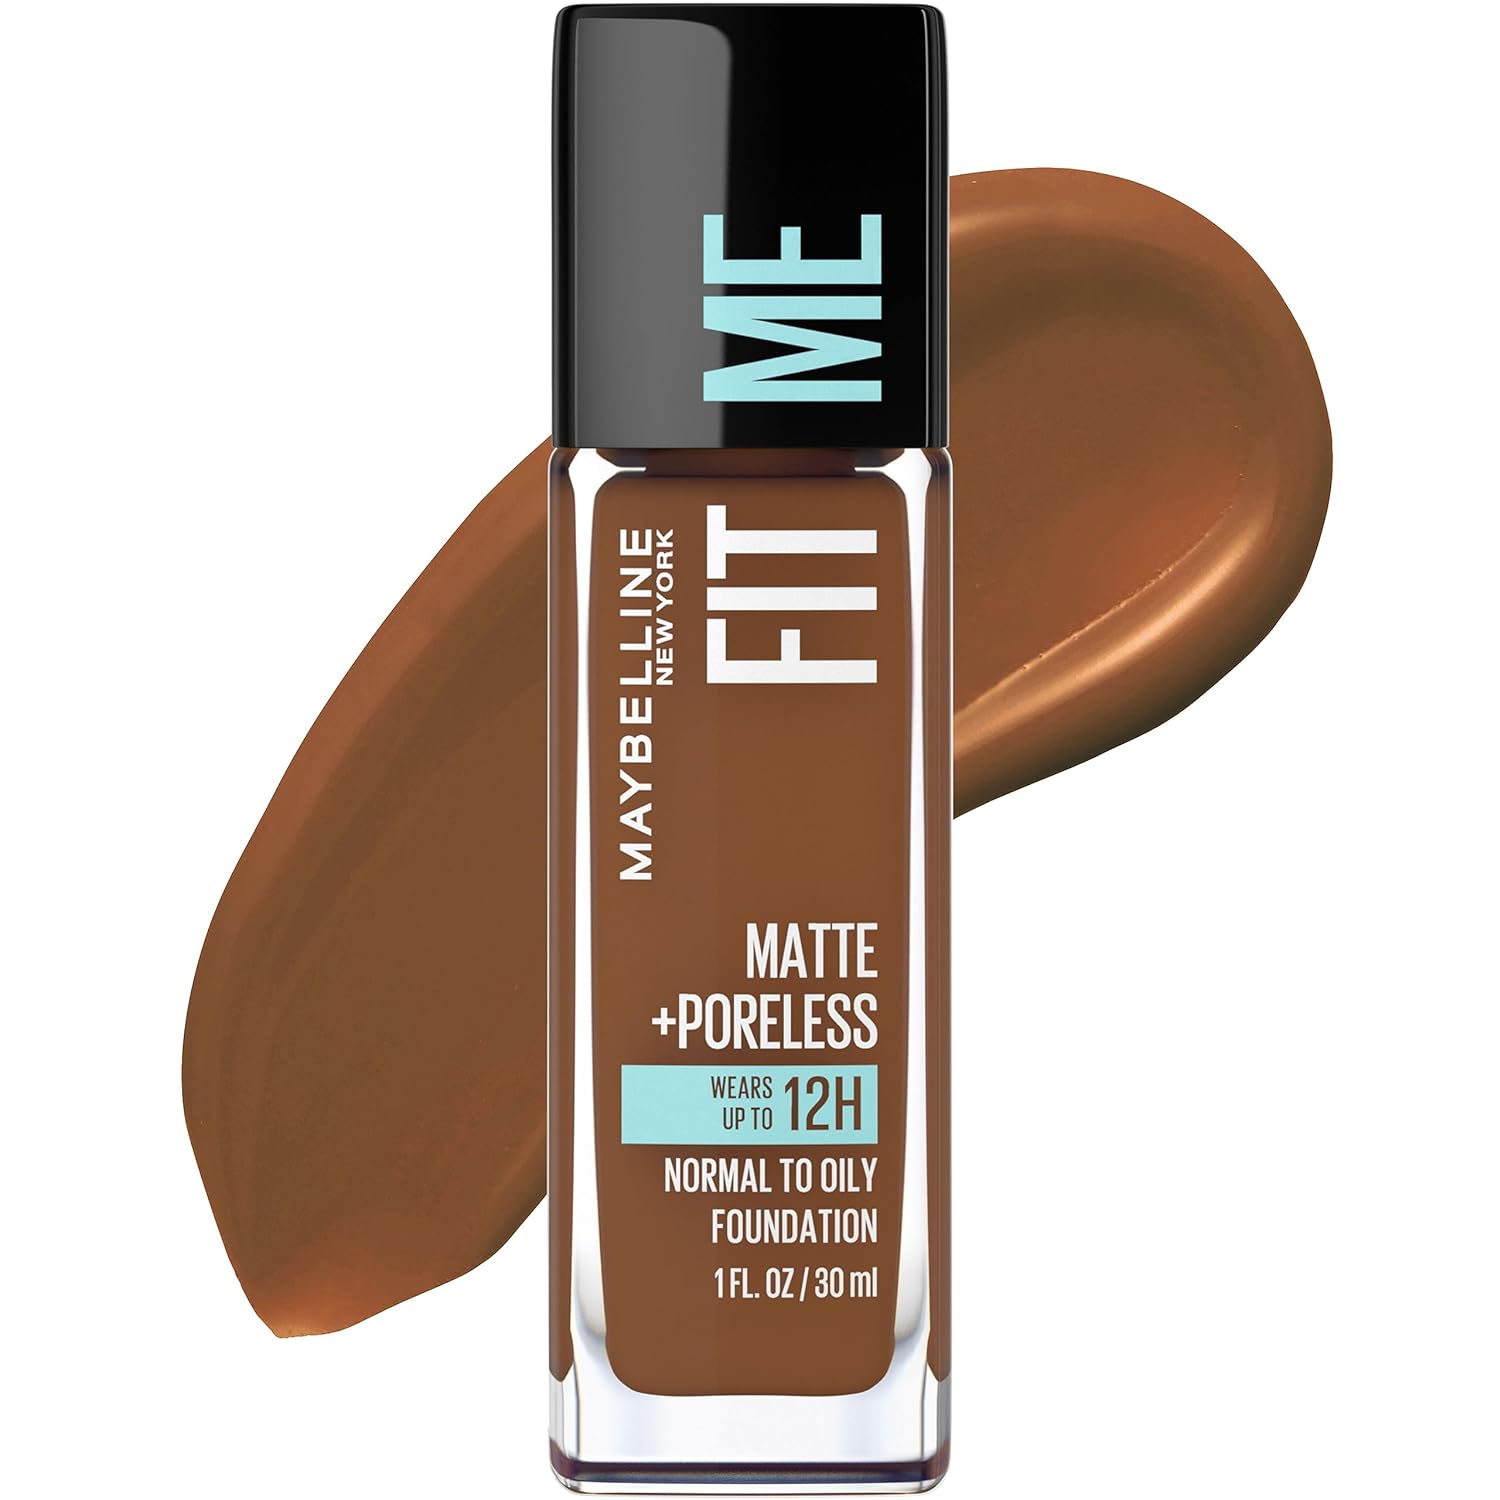 MAYBELLINE
NEW YORK
FIT ME
MATTE
+PORELESS
WEARS
UP TO 12H
NORMAL TO OILY
FOUNDATION
1 FL. OZ / 30 ml